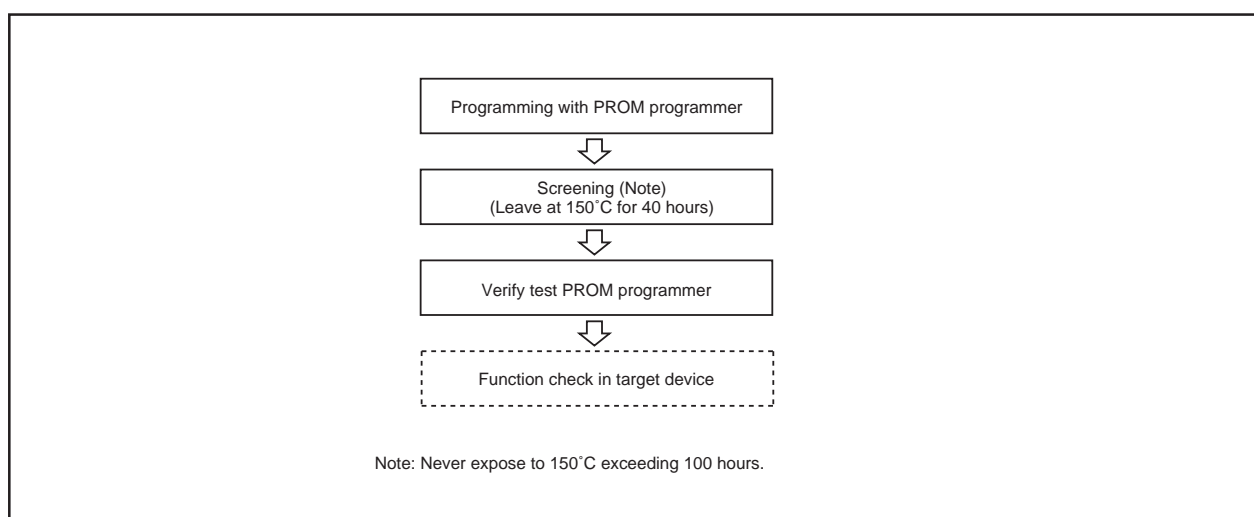 Programming with PROM programmer
Screening (Note)
(Leave at 150˚C for 40 hours)
Verify test PROM programmer
Function check in target device
Note: Never expose to 150˚C exceeding 100 hours.